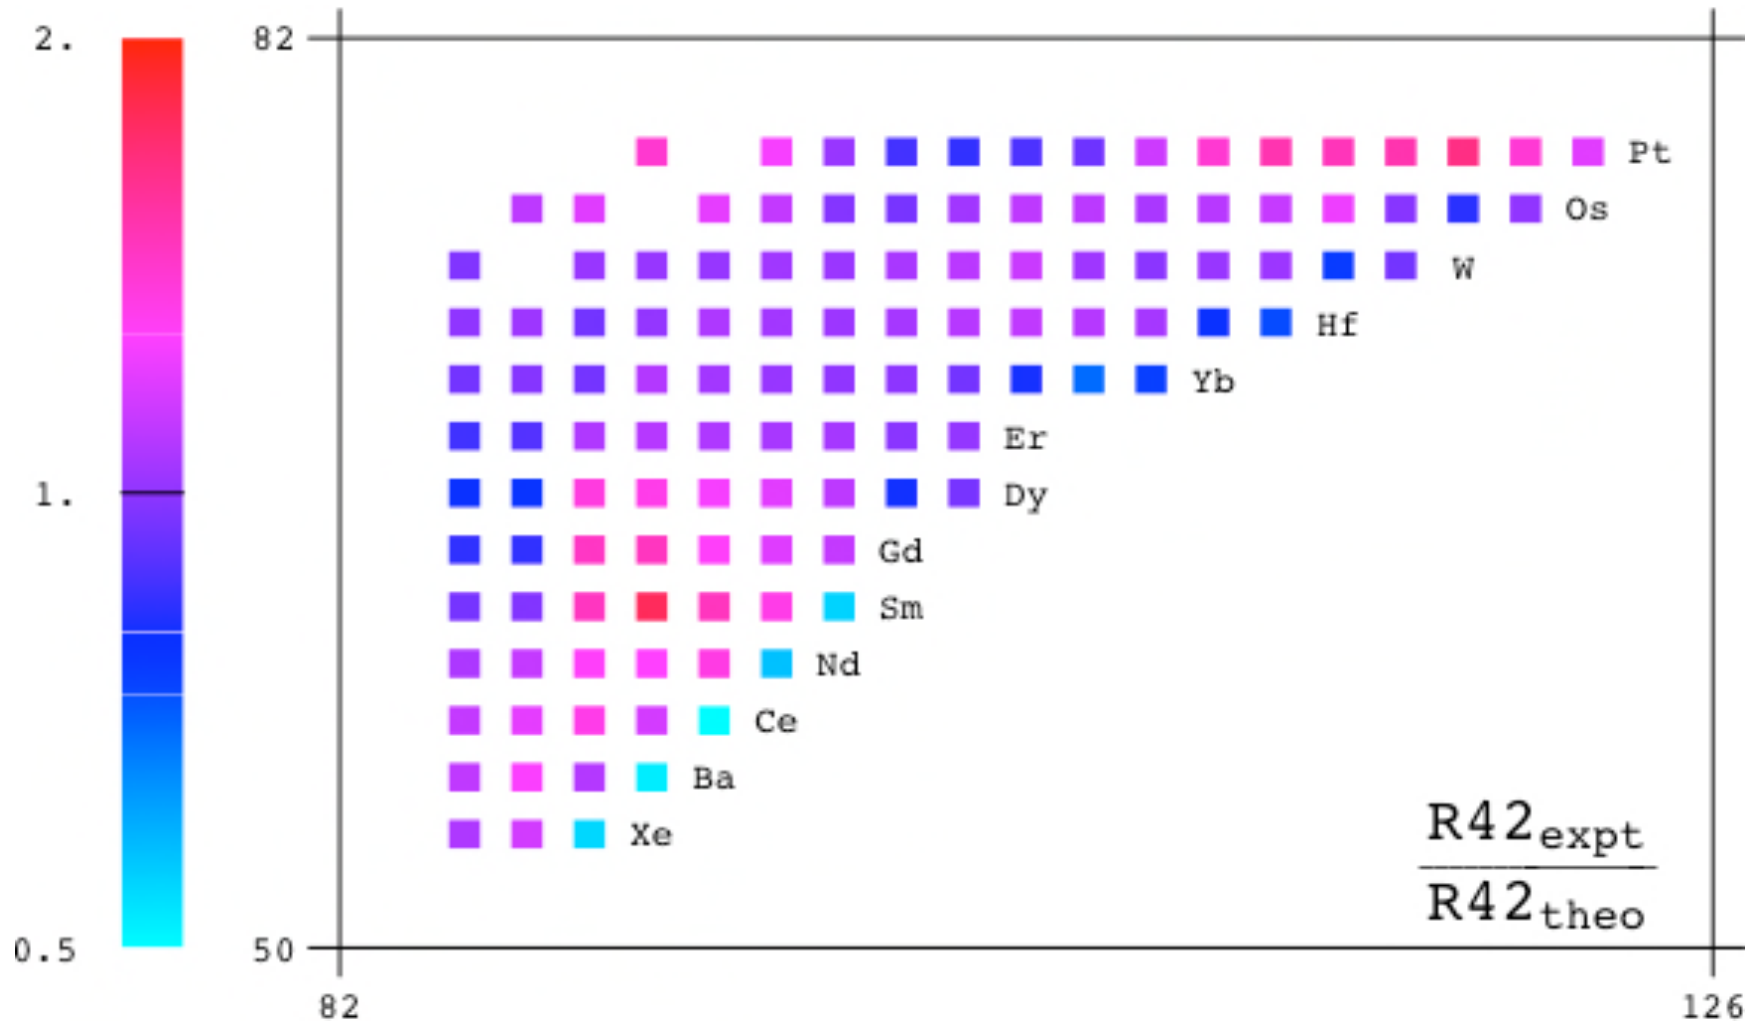 2.
82
Pt
Os
W
Hf
Yb
Er
1.
Dy
Gd
Sm
Nd
Ce
Ba
Xe
R42expt
R42theo
0.5
50
82
126